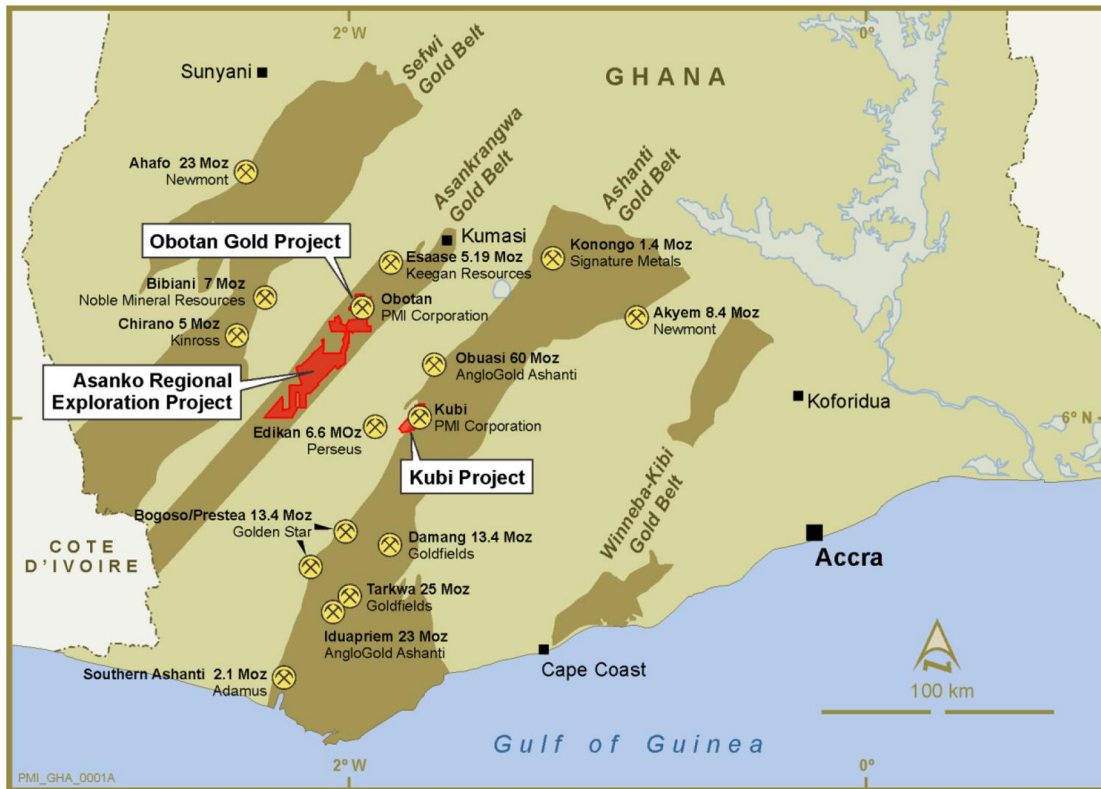 2º W
0º
Sunyani
Sefwi
Gold Belt
GHANA
Asankrangwa
Gold Belt
Ashanti
Gold Belt
Ahafo 23 Moz
Newmont
Obotan Gold Project
Kumasi
Esaase 5.19 Moz
Keegan Resources
Konongo 1.4 Moz
Signature Metals
Bibiani 7 Moz
Noble Mineral Resources
Obotan
PMI Corporation
Akyem 8.4 Moz
Newmont
Chirano 5 Moz
Kinross
Obuasi 60 Moz
AngloGold Ashanti
Asanko Regional
Exploration Project
Koforidua
Kubi
PMI Corporation
6º N
Edikan 6.6 MOz
Perseus
Kubi Project
Winneba-Kibi
Gold Belt
Bogoso/Prestea 13.4 Moz
Golden Star
COTE
D'IVOIRE
Damang 13.4 Moz
Goldfields
Accra
Tarkwa 25 Moz
Goldfields
Iduapriem 23 Moz
AngloGold Ashanti
Cape Coast
Southern Ashanti 2.1 Moz
Adamus
N
100 km
Gulf of Guinea
PMI_GHA_0001A
2º W
0º